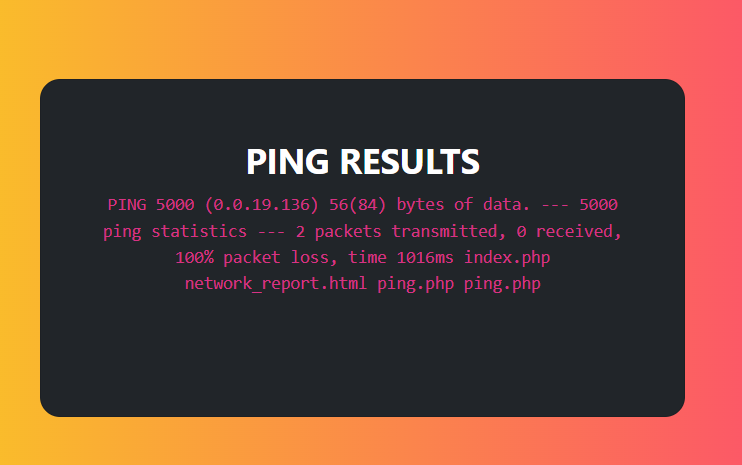 PING RESULTS
PING 5000 (0.0.19.136) 56(84) bytes of data. --- 5000
ping statistics --- 2 packets transmitted, 0 received,
100% packet loss, time 1016ms index.php
network_report.html ping.php ping.php